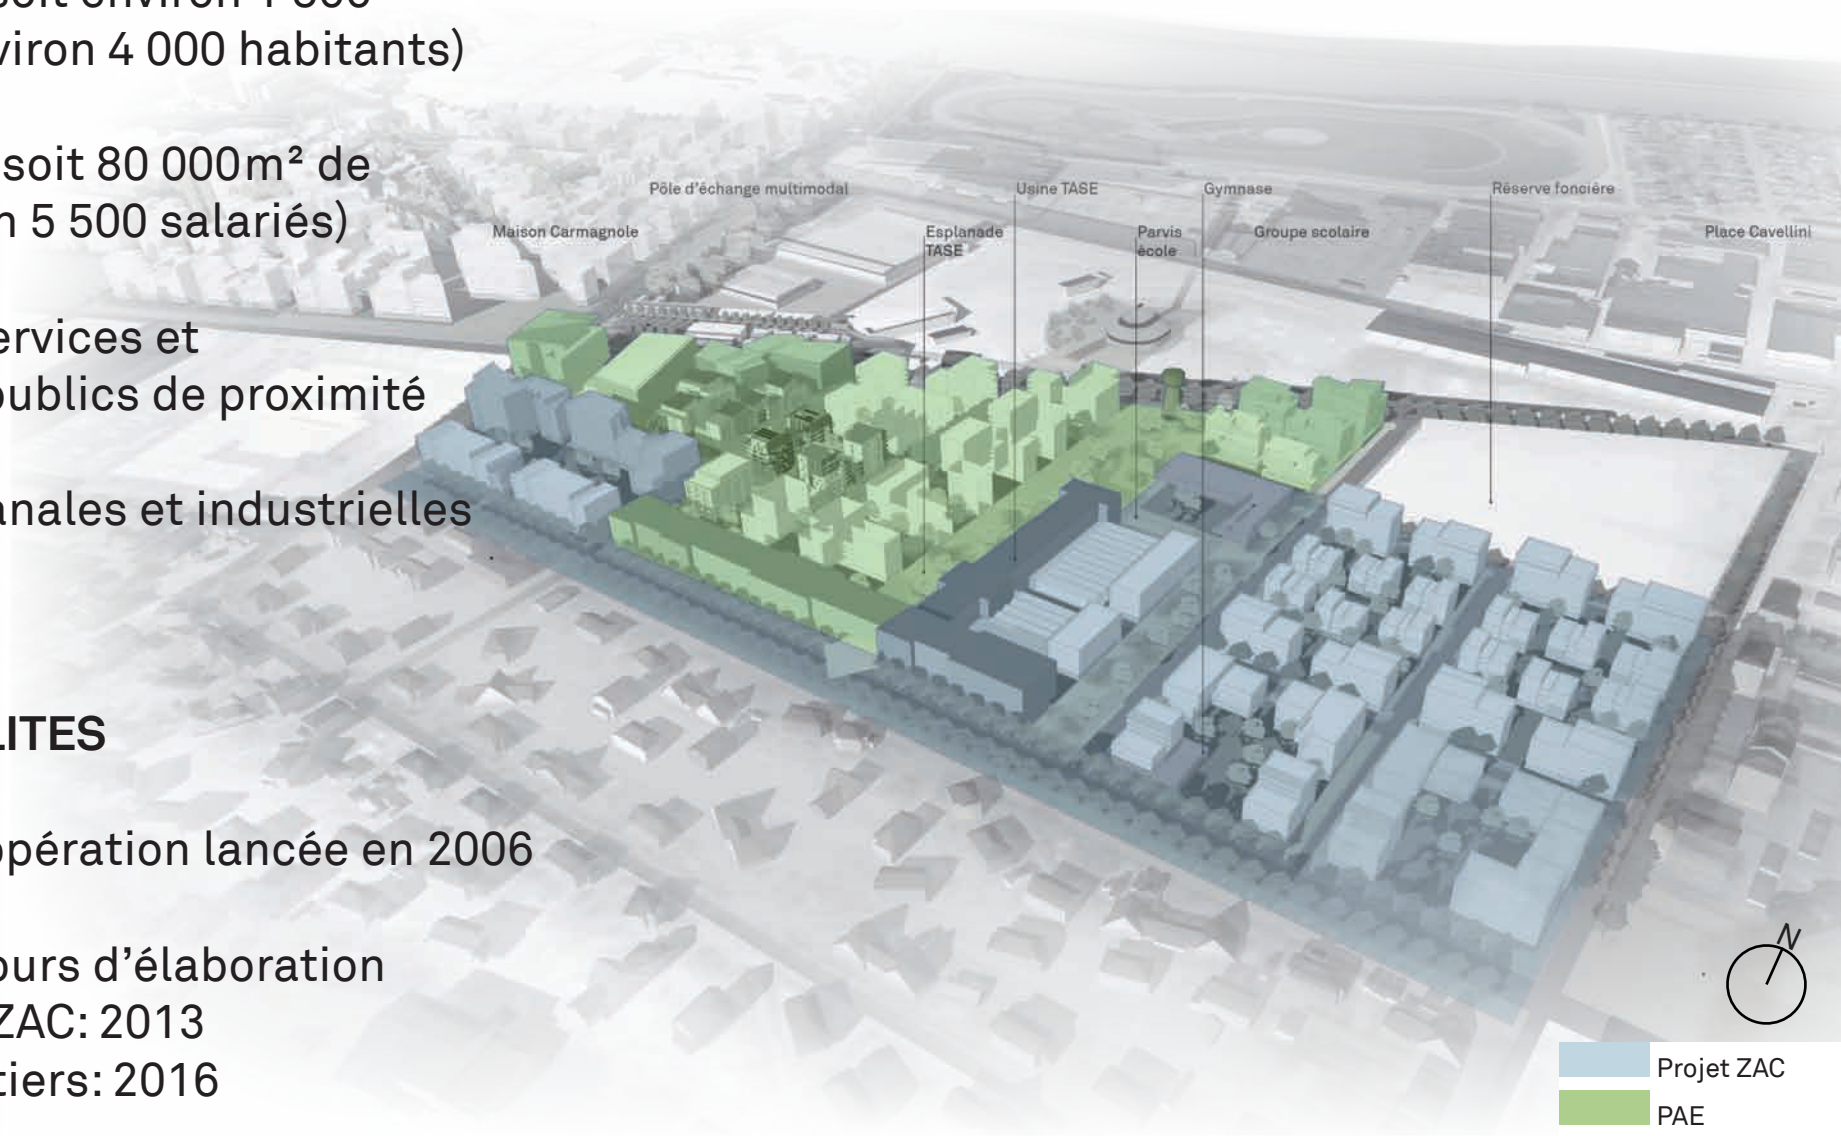 viron 4 000 habitants)
soit 80 000m² de
n 5 500 salariés)
ervices et
publics de proximité
anales et industrielles
LITES
opération lancée en 2006
ours d'élaboration
ZAC: 2013
tiers: 2016
Pôle d'échange multimodal
Usine TASE
Gymnase
Réserve foncière
Maison Carmagnole
Esplanade
TASE
Parvis
école
Groupe scolaire
Place Cavellini
N
Projet ZAC
PAE